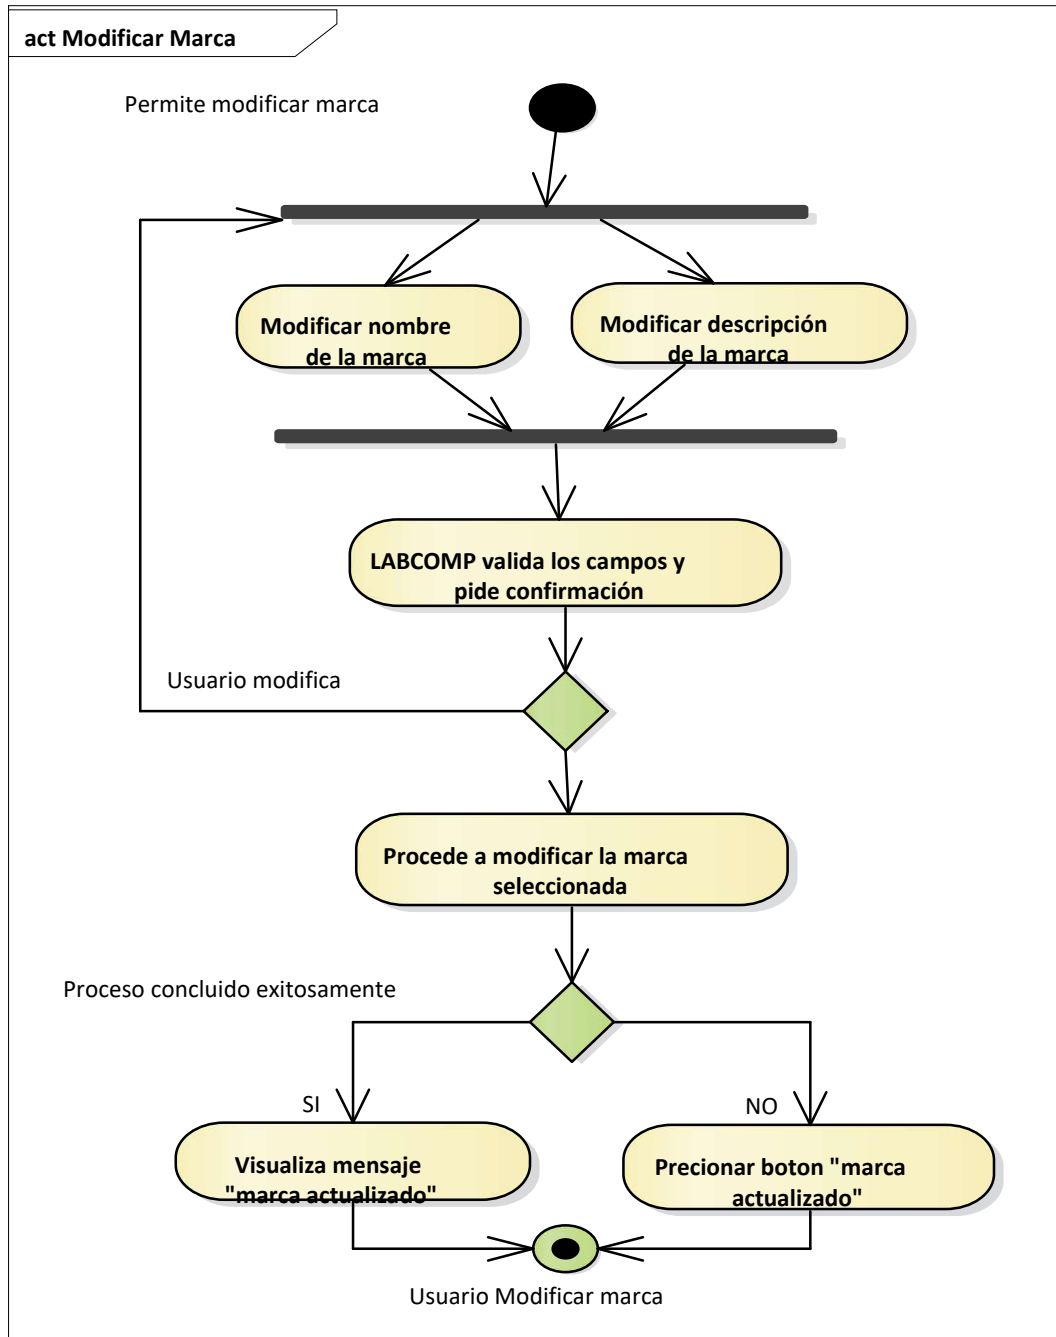 act Modificar Marca
Permite modificar marca
Modificar nombre
de la marca
Modificar descripción
de la marca
LABCOMP valida los campos y
pide confirmación
Usuario modifica
Procede a modificar la marca
seleccionada
Proceso concluido exitosamente
SI
NO
Visualiza mensaje
"marca actualizado"
Precionar boton "marca
actualizado"
Usuario Modificar marca